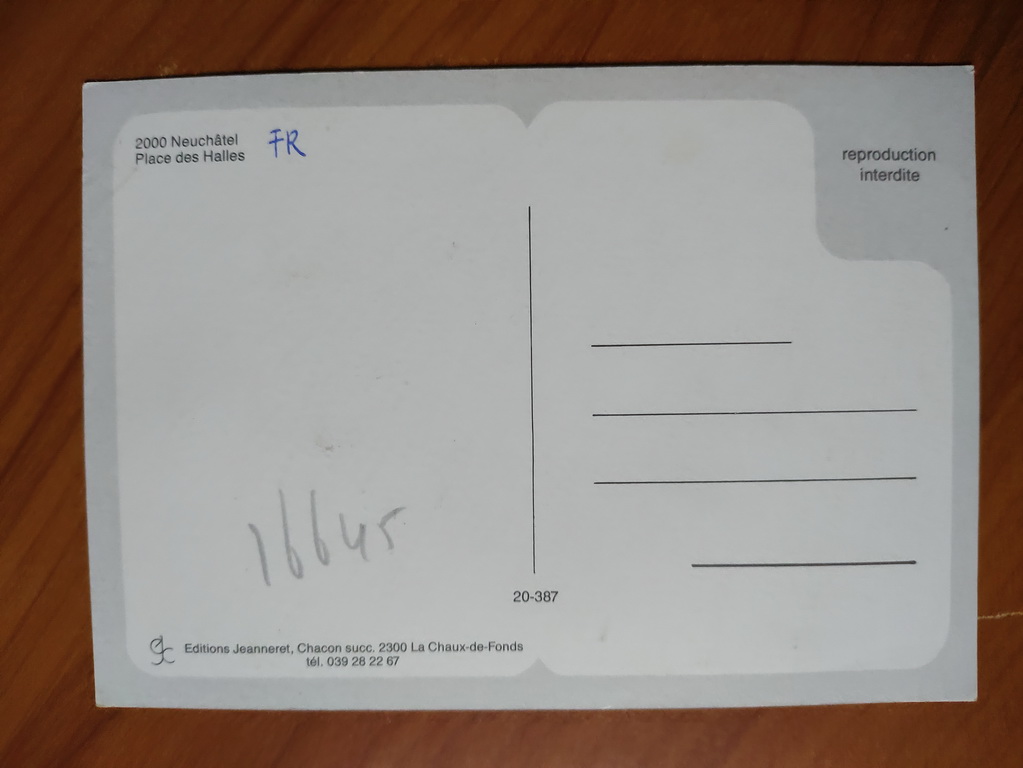 2000 Neuchâtel FR
Place des Halles
reproduction
interdite
16645
20-387
Editions Jeanneret, Chacon succ. 2300 La Chaux-de-Fonds
tél. 039 28 22 67